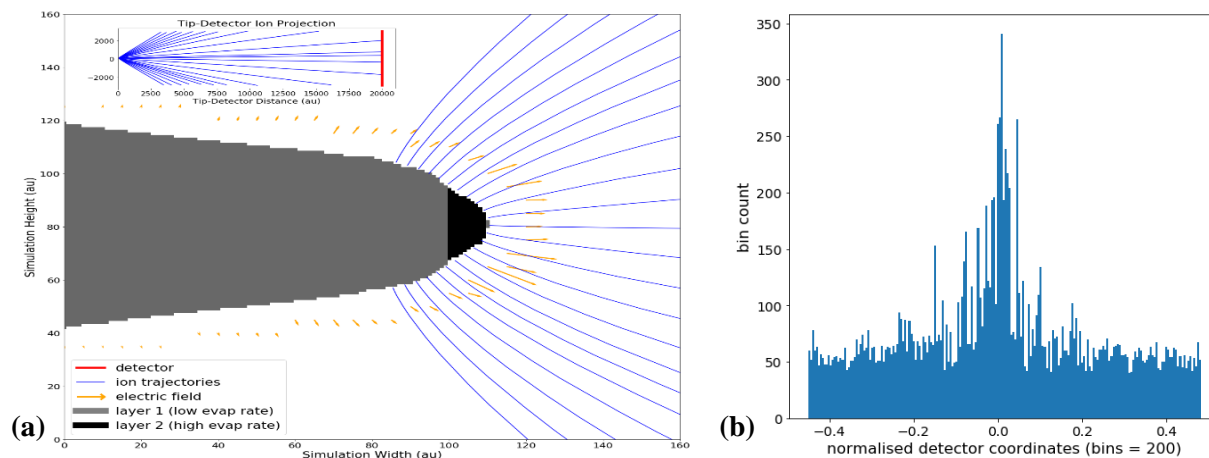 Tip-Detector Ion Projection
2000
0
−2000
0 2500 5000 7500 10000 12500 15000 17500 20000
Tip-Detector Distance (au)
160
140
120
100
80
60
40
20
0
Simulation Height (au)
detector
ion trajectories
electric field
layer 1 (low evap rate)
layer 2 (high evap rate)
0 20 40 60 80 100 120 140 160
Simulation Width (au)
(a)
350
300
250
200
150
100
50
0
bin count
−0.4 −0.2 0.0 0.2 0.4
normalised detector coordinates (bins = 200)
(b)